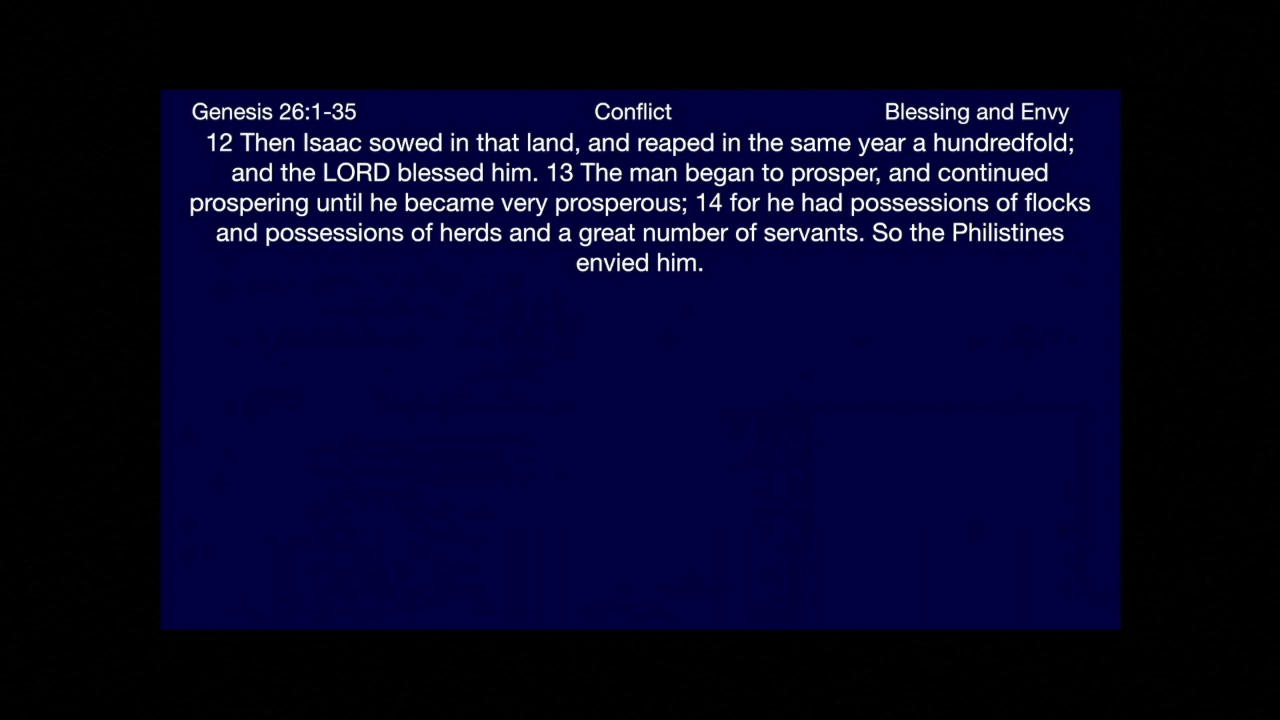 Genesis 26:1-35 Conflict Blessing and Envy
12 Then Isaac sowed in that land, and reaped in the same year a hundredfold;
and the LORD blessed him. 13 The man began to prosper, and continued
prospering until he became very prosperous; 14 for he had possessions of flocks
and possessions of herds and a great number of servants. So the Philistines
envied him.